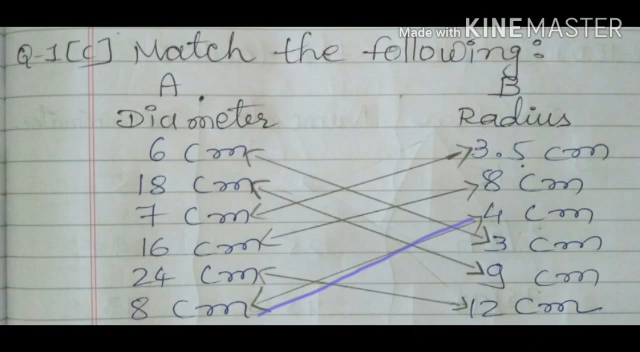 Made with KINEMASTER
Q-1[C] Match the following:
A B
Diameter Radius
6 cm 3.5 cm
18 cm 8 cm
7 cm 4 cm
16 cm 3 cm
24 cm 9 cm
8 cm 12 cm